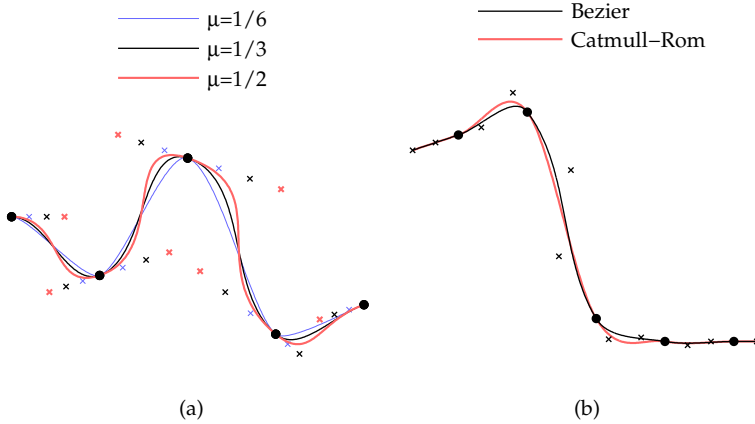 μ=1/6
μ=1/3
μ=1/2
Bezier
Catmull−Rom
(a)
(b)